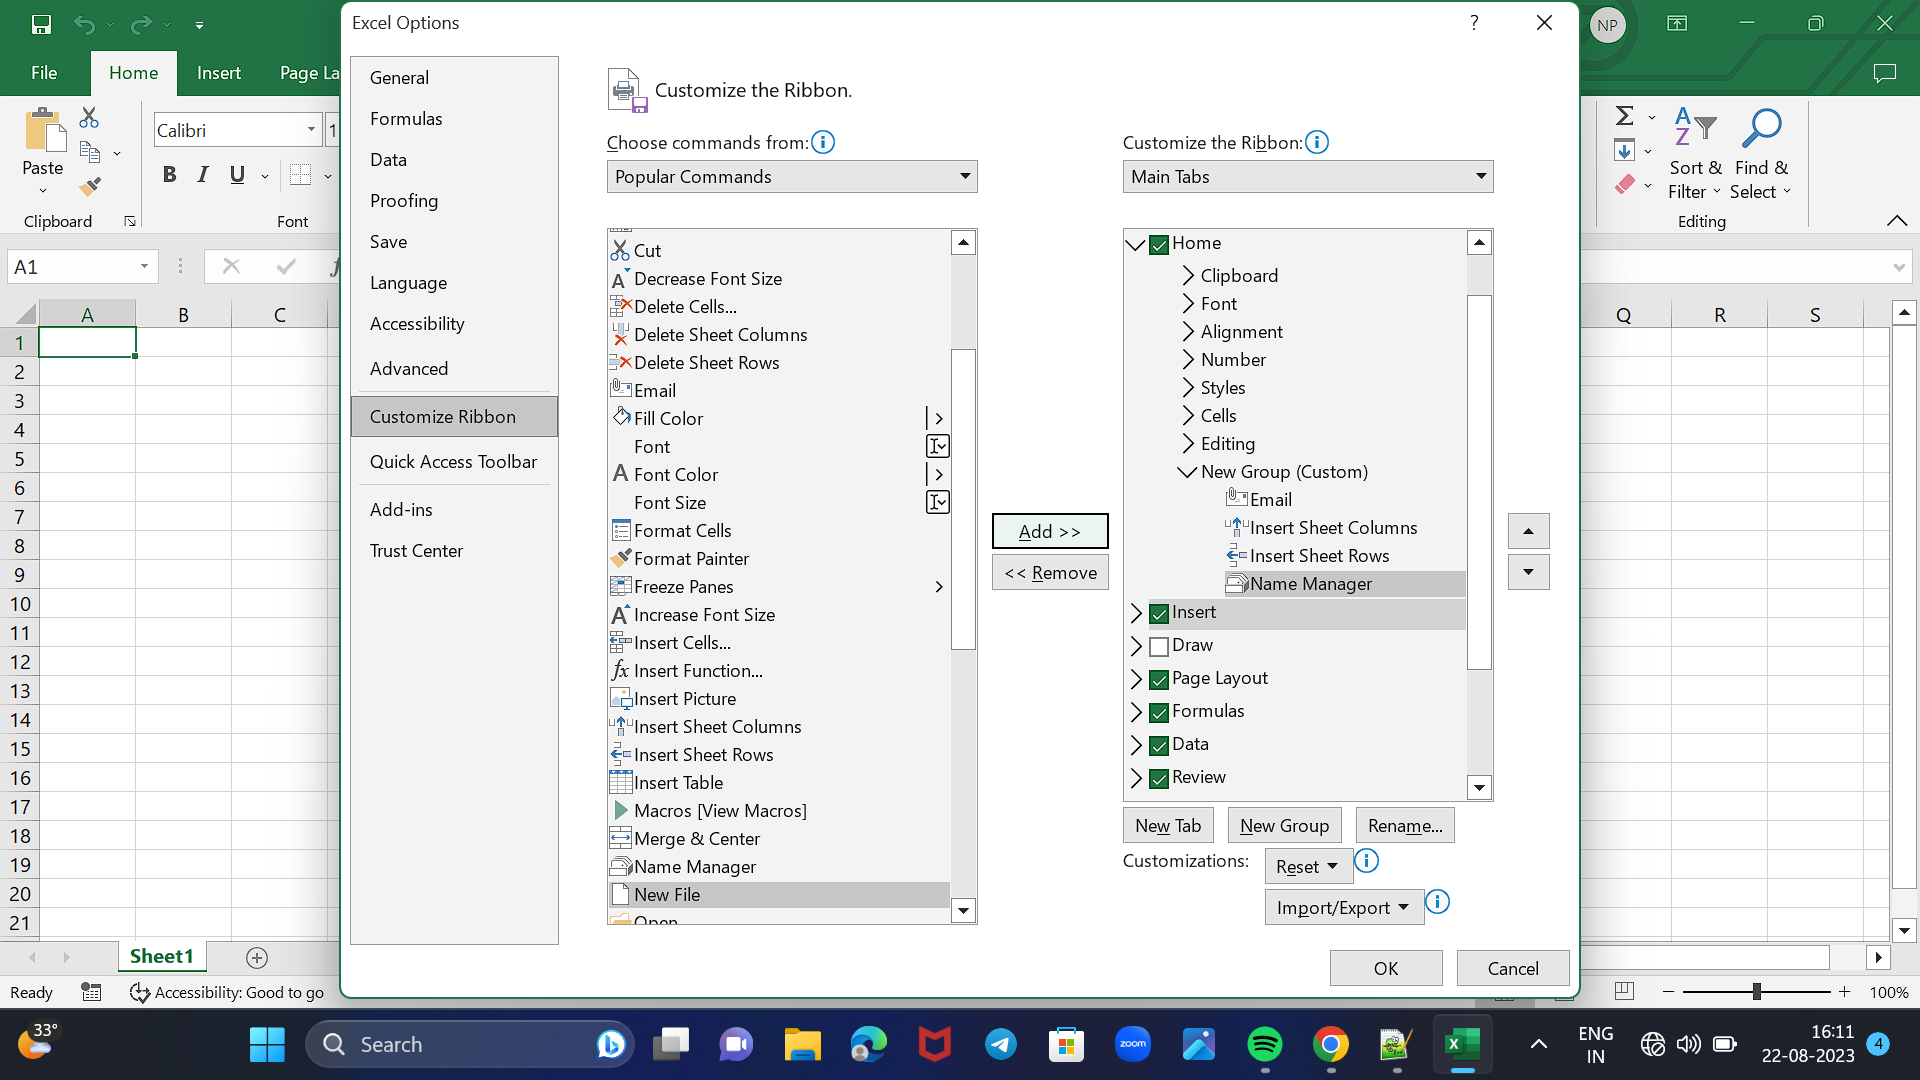 Excel Options
?
NP
File
Home
Insert
Page La
Paste
Clipboard
Calibri
1
B I U
Font
Sort &
Filter
Find &
Select
Editing
A1
A B C
Q R S
1
2
3
4
5
6
7
8
9
10
11
12
13
14
15
16
17
18
19
20
21
General
Formulas
Data
Proofing
Save
Language
Accessibility
Advanced
Customize Ribbon
Quick Access Toolbar
Add-ins
Trust Center
Customize the Ribbon.
Choose commands from:
Popular Commands
Cut
Decrease Font Size
Delete Cells...
Delete Sheet Columns
Delete Sheet Rows
Email
Fill Color
Font
Font Color
Font Size
Format Cells
Format Painter
Freeze Panes
Increase Font Size
Insert Cells...
Insert Function...
Insert Picture
Insert Sheet Columns
Insert Sheet Rows
Insert Table
Macros [View Macros]
Merge & Center
Name Manager
New File
Open
Add >>
<< Remove
Customize the Ribbon:
Main Tabs
Home
Clipboard
Font
Alignment
Number
Styles
Cells
Editing
New Group (Custom)
Email
Insert Sheet Columns
Insert Sheet Rows
Name Manager
Insert
Draw
Page Layout
Formulas
Data
Review
New Tab
New Group
Rename...
Customizations:
Reset
Import/Export
OK
Cancel
Sheet1
Ready
Accessibility: Good to go
100%
33°
Search
zoom
ENG
IN
16:11
22-08-2023
4